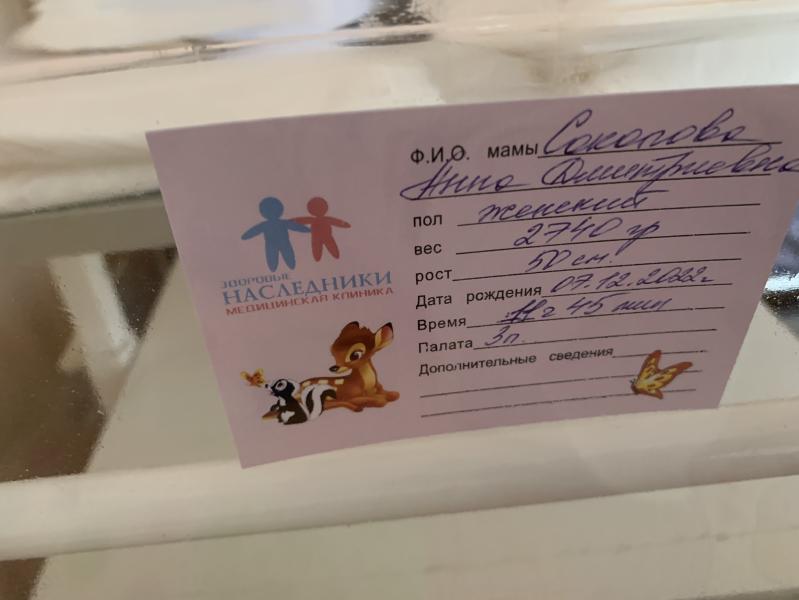 ЗДОРОВЫЕ
НАСЛЕДНИКИ
МЕДИЦИНСКАЯ КЛИНИКА
Ф.И.О. мамы Соколова
Анна Дмитриевна
пол женский
вес 2740 гр
рост 50 см.
Дата рождения 07.12.2022г
Время 11ч 45 мин
Палата 3п.
Дополнительные сведения